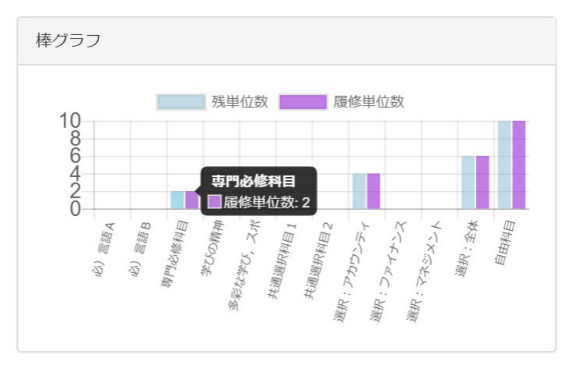 棒グラフ
残単位数 履修単位数
10
8
6
4
2
0
専門必修科目
履修単位数: 2
必）言語A
必）言語B
専門必修科目
学びの精神
多彩な学び，スポ
共通選択科目1
共通選択科目2
選択：アカウンティ
選択：ファイナンス
選択：マネジメント
選択：全体
自由科目